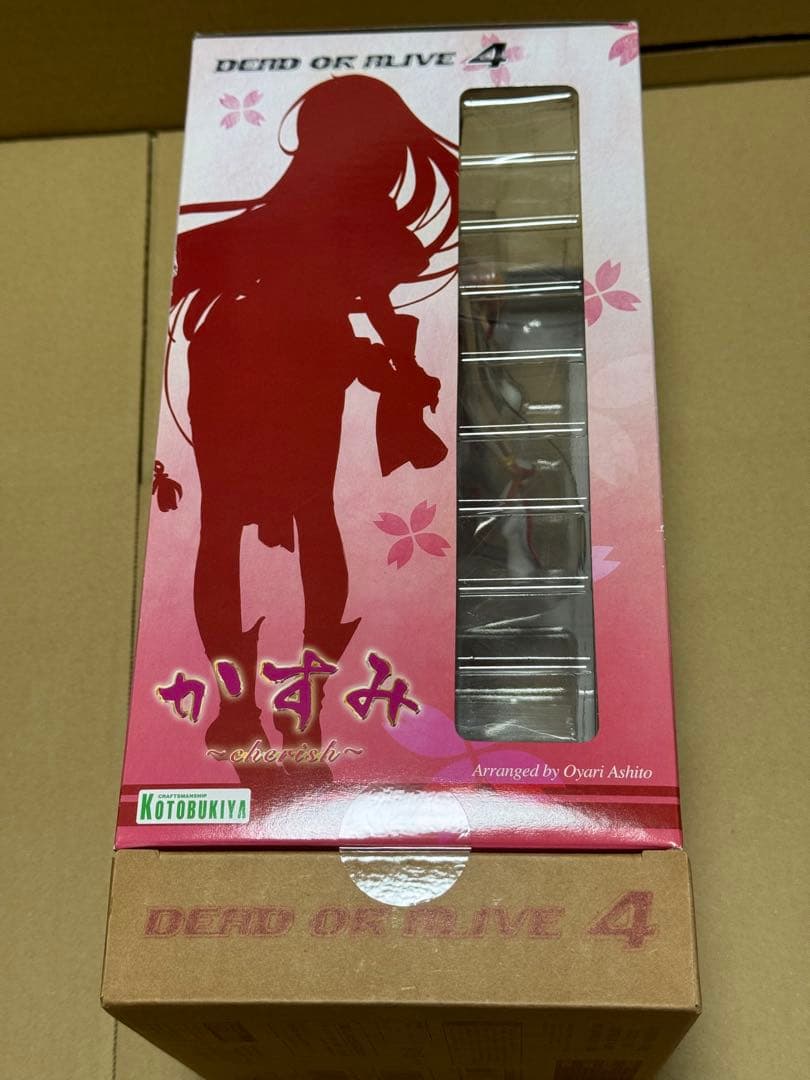 DEAD OR ALIVE 4
かすみ
~cherish~
Arranged by Oyari Ashito
CRAFTSMANSHIP
KOTOBUKIYA
DEAD OR ALIVE 4